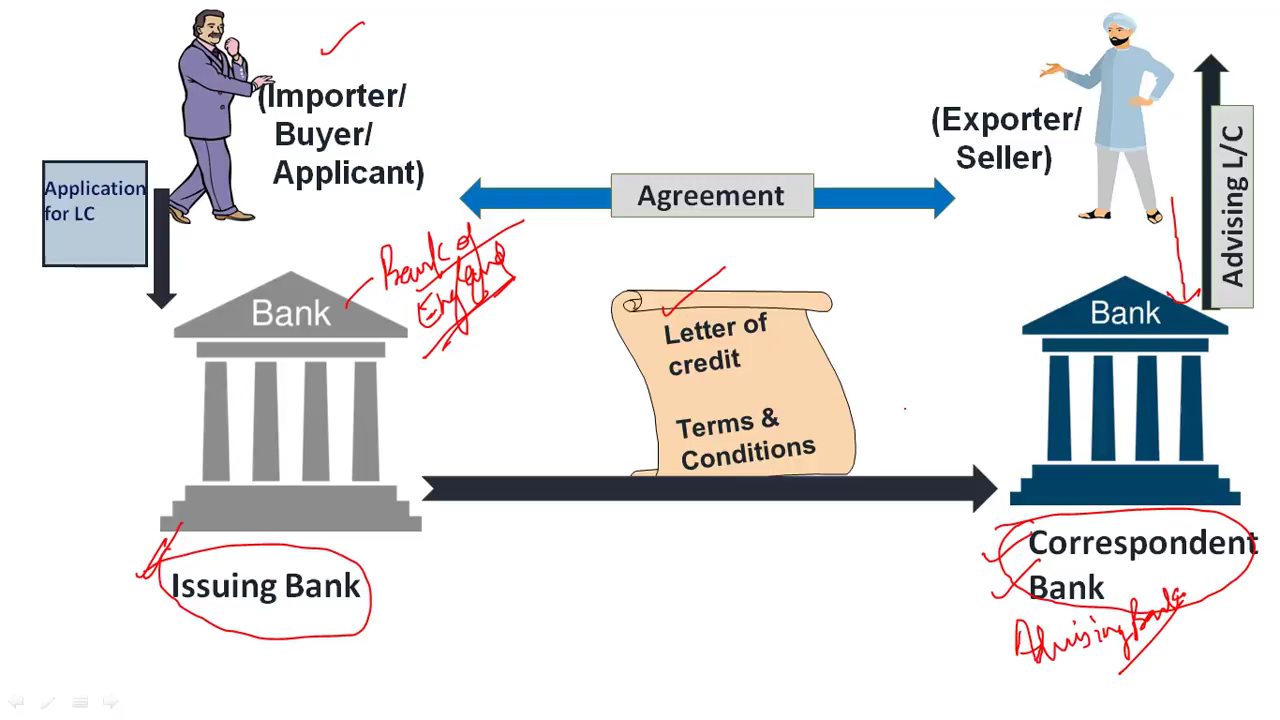 (Importer/
Buyer/
Applicant)
(Exporter/
Seller)
Application
for LC
Agreement
Advising L/C
Bank of
England
Bank
Bank
Letter of
credit
Terms &
Conditions
Issuing Bank
Correspondent
Bank
Advising Bank